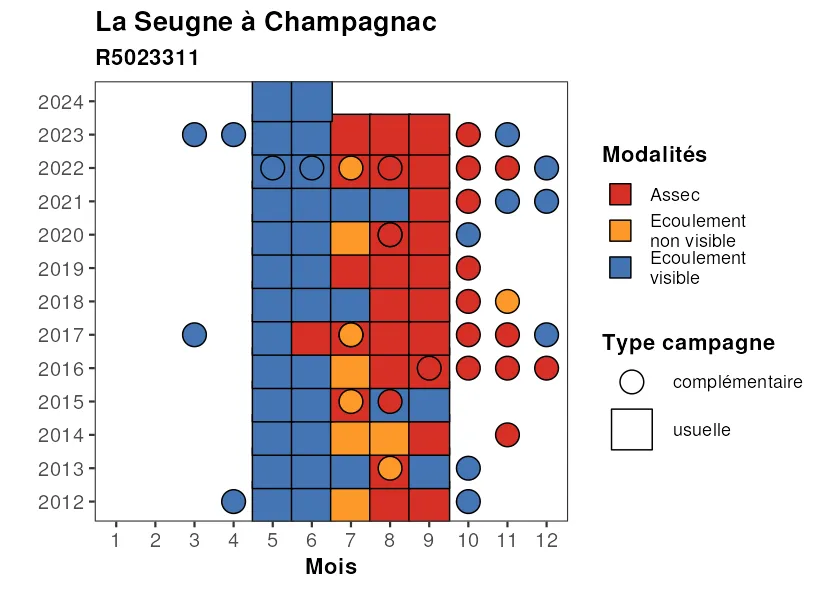 La Seugne à Champagnac
R5023311
2024
2023
2022
2021
2020
2019
2018
2017
2016
2015
2014
2013
2012
1 2 3 4 5 6 7 8 9 10 11 12
Mois
Modalités
Assec
Ecoulement
non visible
Ecoulement
visible
Type campagne
complémentaire
usuelle